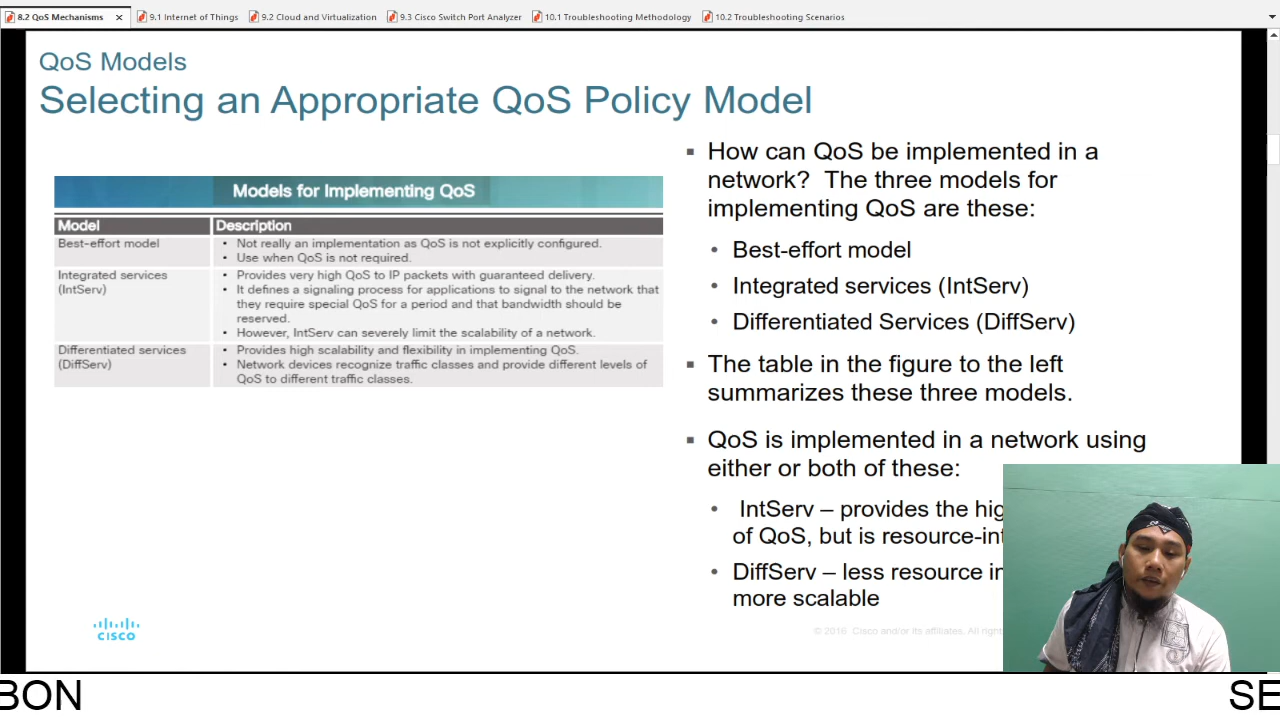 8.2 QoS Mechanisms
9.1 Internet of Things
9.2 Cloud and Virtualization
9.3 Cisco Switch Port Analyzer
10.1 Troubleshooting Methodology
10.2 Troubleshooting Scenarios
QoS Models
Selecting an Appropriate QoS Policy Model
Models for Implementing QoS
Model Description
Best-effort model
• Not really an implementation as QoS is not explicitly configured.
• Use when QoS is not required.
Integrated services
(IntServ)
• Provides very high QoS to IP packets with guaranteed delivery.
• It defines a signaling process for applications to signal to the network that
they require special QoS for a period and that bandwidth should be
reserved.
• However, IntServ can severely limit the scalability of a network.
Differentiated services
(DiffServ)
• Provides high scalability and flexibility in implementing QoS.
• Network devices recognize traffic classes and provide different levels of
QoS to different traffic classes.
▪ How can QoS be implemented in a
network? The three models for
implementing QoS are these:
• Best-effort model
• Integrated services (IntServ)
• Differentiated Services (DiffServ)
▪ The table in the figure to the left
summarizes these three models.
▪ QoS is implemented in a network using
either or both of these:
• IntServ – provides the hig
of QoS, but is resource-int
• DiffServ – less resource in
more scalable
CISCO
© 2016 Cisco and/or its affiliates. All right
BON
SE